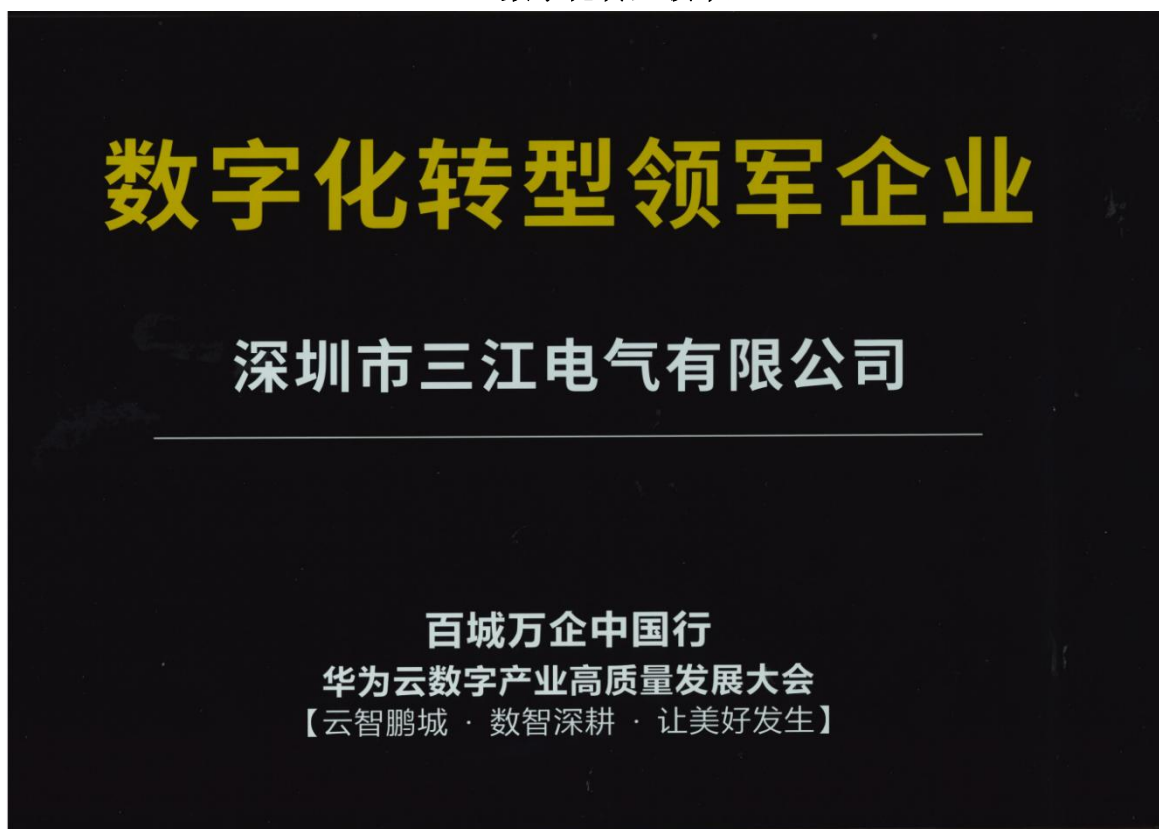 数字化转型领军企业
深圳市三江电气有限公司
百城万企中国行
华为云数字产业高质量发展大会
【云智鹏城 · 数智深耕 · 让美好发生】